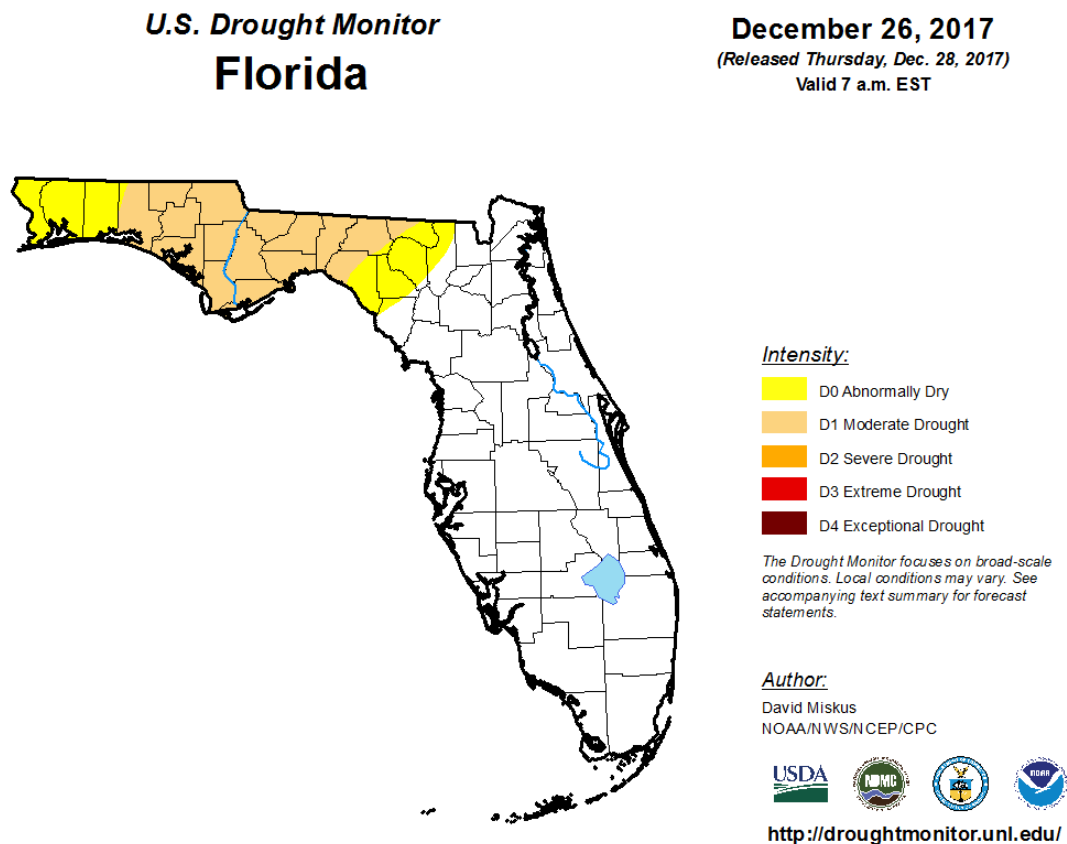 U.S. Drought Monitor
Florida
December 26, 2017
(Released Thursday, Dec. 28, 2017)
Valid 7 a.m. EST
Intensity:
D0 Abnormally Dry
D1 Moderate Drought
D2 Severe Drought
D3 Extreme Drought
D4 Exceptional Drought
The Drought Monitor focuses on broad-scale
conditions. Local conditions may vary. See
accompanying text summary for forecast
statements.
Author:
David Miskus
NOAA/NWS/NCEP/CPC
USDA
NDMC
NOAA
http://droughtmonitor.unl.edu/